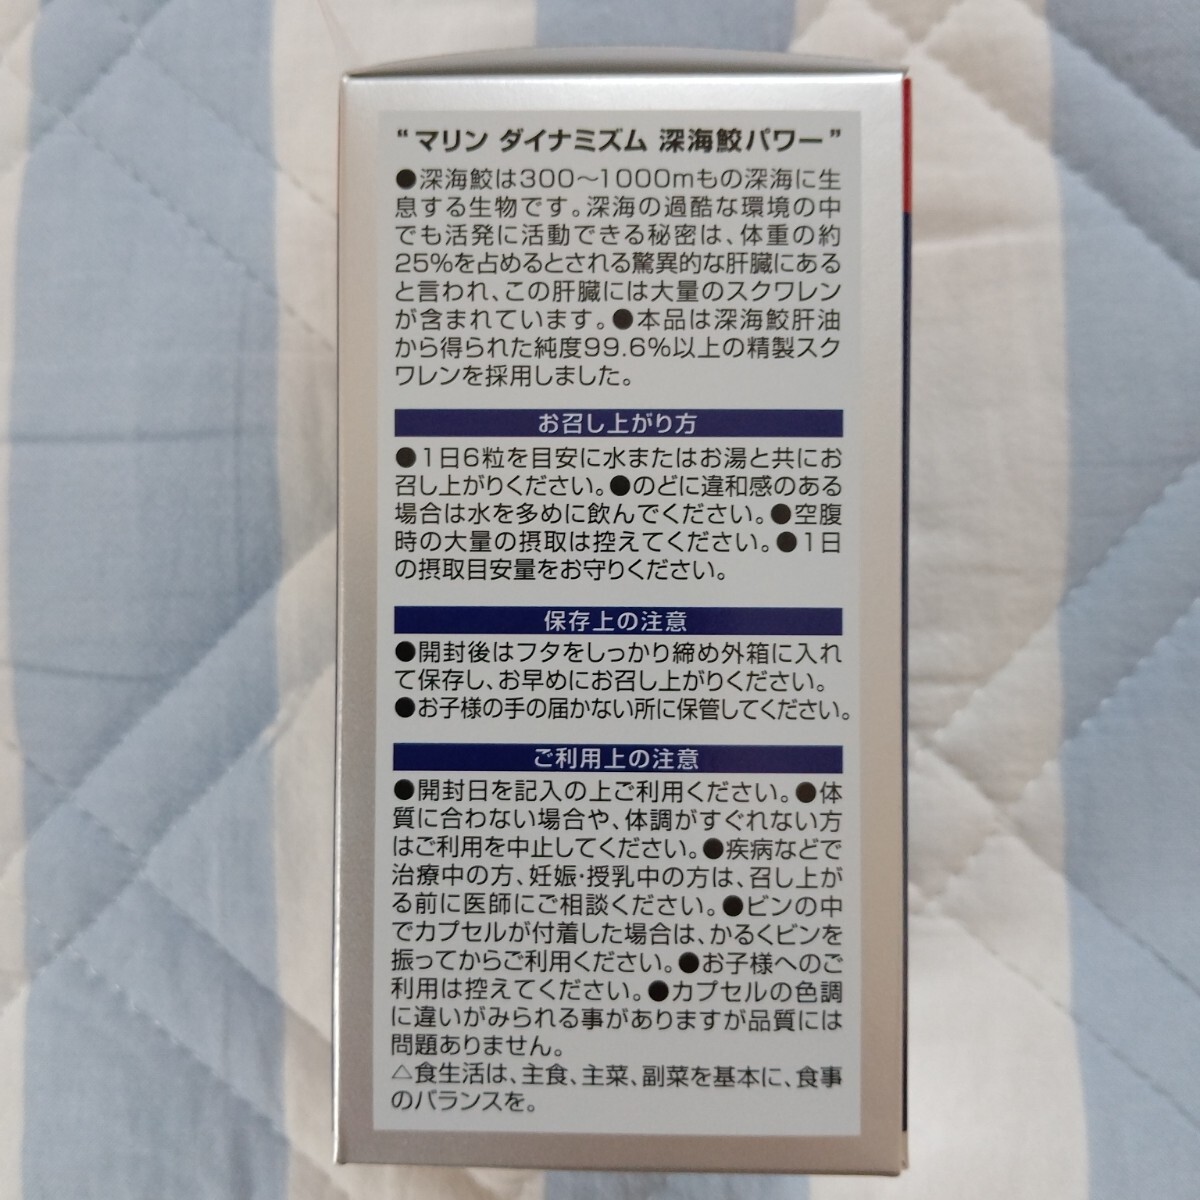 “マリン ダイナミズム 深海鮫パワー”
●深海鮫は300〜1000mもの深海に生
息する生物です。深海の過酷な環境の中
でも活発に活動できる秘密は、体重の約
25%を占めるとされる驚異的な肝臓にある
と言われ、この肝臓には大量のスクワレン
が含まれています。●本品は深海鮫肝油
から得られた純度99.6%以上の精製スク
ワレンを採用しました。
お召し上がり方
●1日6粒を目安に水またはお湯と共にお
召し上がりください。●のどに違和感のある
場合は水を多めに飲んでください。●空腹
時の大量の摂取は控えてください。●1日
の摂取目安量をお守りください。
保存上の注意
●開封後はフタをしっかり締め外箱に入れ
て保存し、お早めにお召し上がりください。
●お子様の手の届かない所に保管してください。
ご利用上の注意
●開封日を記入の上ご利用ください。●体
質に合わない場合や、体調がすぐれない方
はご利用を中止してください。●疾病などで
治療中の方、妊娠・授乳中の方は、召し上が
る前に医師にご相談ください。●ビンの中
でカプセルが付着した場合は、かるくビンを
振ってからご利用ください。●お子様へのご
利用は控えてください。●カプセルの色調
に違いがみられる事がありますが品質には
問題ありません。
△食生活は、主食、主菜、副菜を基本に、食事
のバランスを。